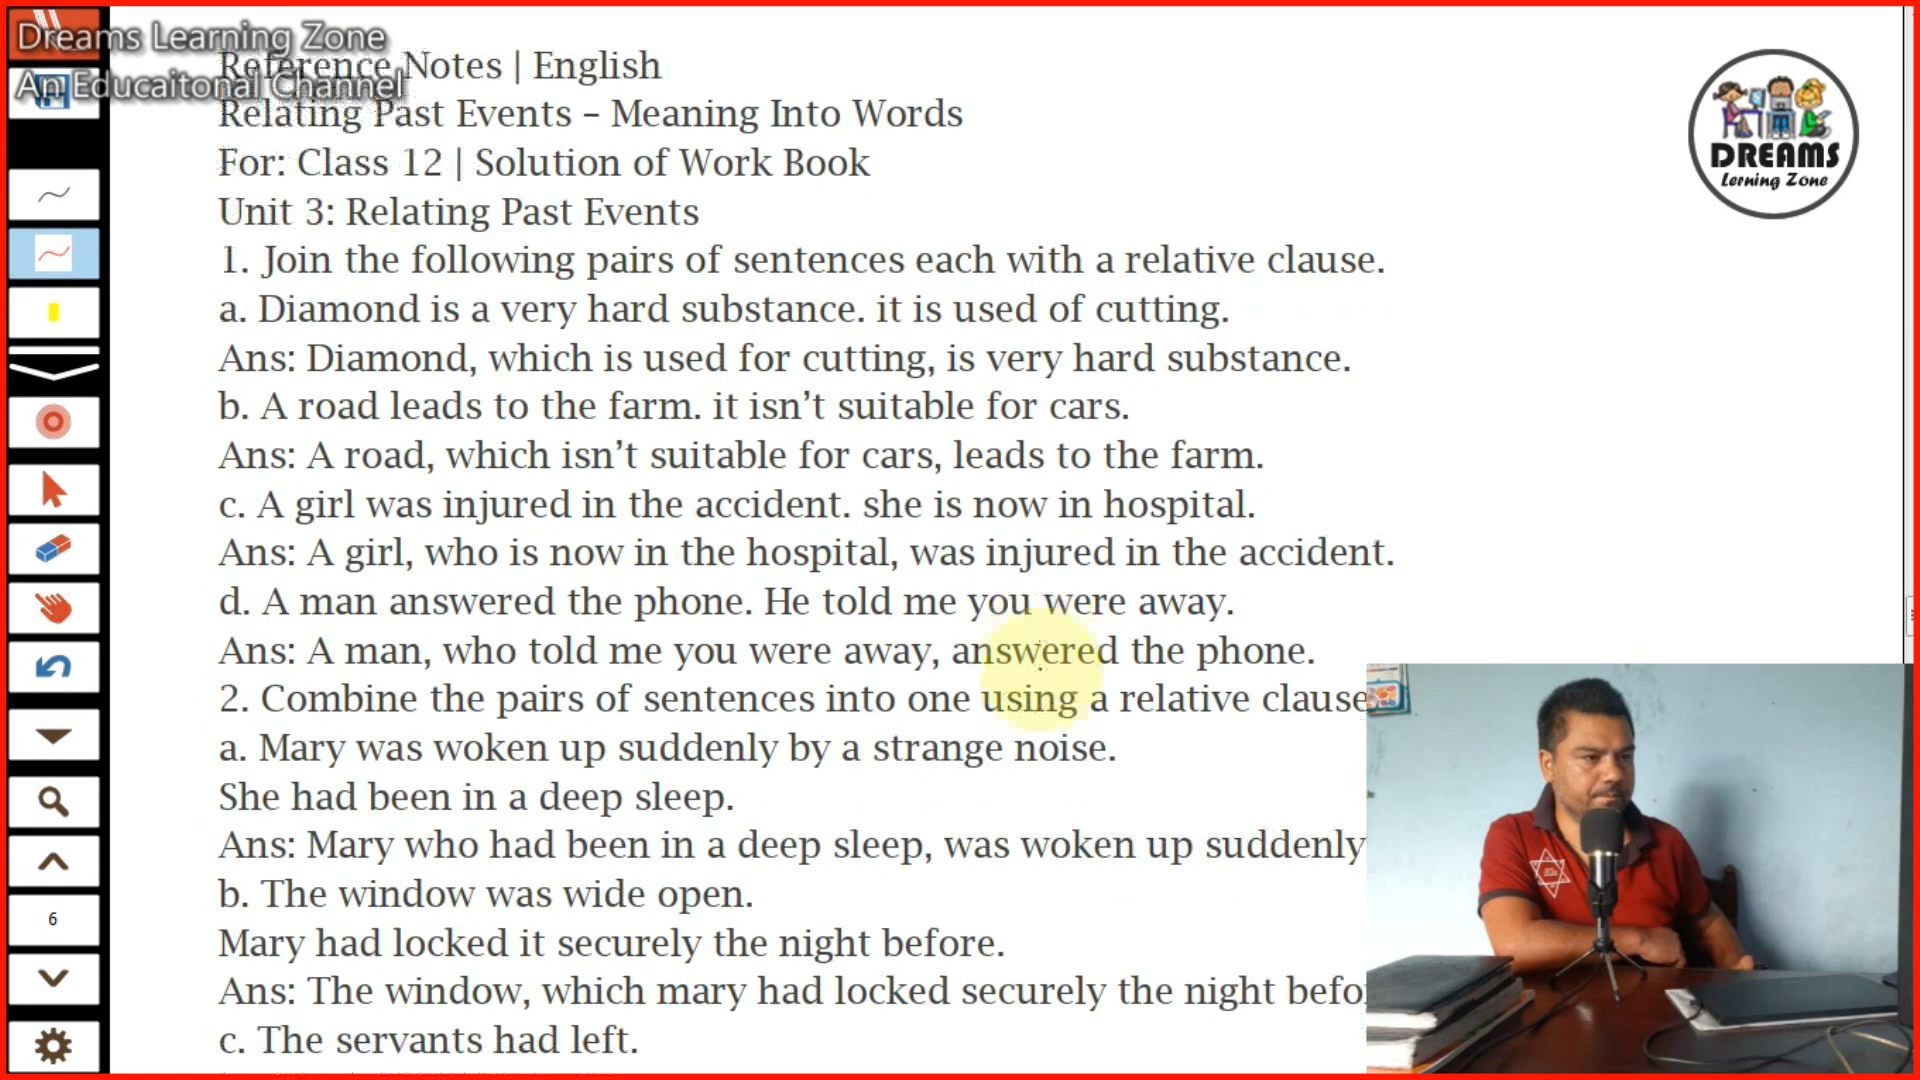 Dreams Learning Zone
An Educaitonal Channel
Reference Notes | English
Relating Past Events – Meaning Into Words
For: Class 12 | Solution of Work Book
Unit 3: Relating Past Events
1. Join the following pairs of sentences each with a relative clause.
a. Diamond is a very hard substance. it is used of cutting.
Ans: Diamond, which is used for cutting, is very hard substance.
b. A road leads to the farm. it isn’t suitable for cars.
Ans: A road, which isn’t suitable for cars, leads to the farm.
c. A girl was injured in the accident. she is now in hospital.
Ans: A girl, who is now in the hospital, was injured in the accident.
d. A man answered the phone. He told me you were away.
Ans: A man, who told me you were away, answered the phone.
2. Combine the pairs of sentences into one using a relative clause
a. Mary was woken up suddenly by a strange noise.
She had been in a deep sleep.
Ans: Mary who had been in a deep sleep, was woken up suddenly
b. The window was wide open.
Mary had locked it securely the night before.
Ans: The window, which mary had locked securely the night befo
c. The servants had left.
DREAMS
Lerning Zone
6